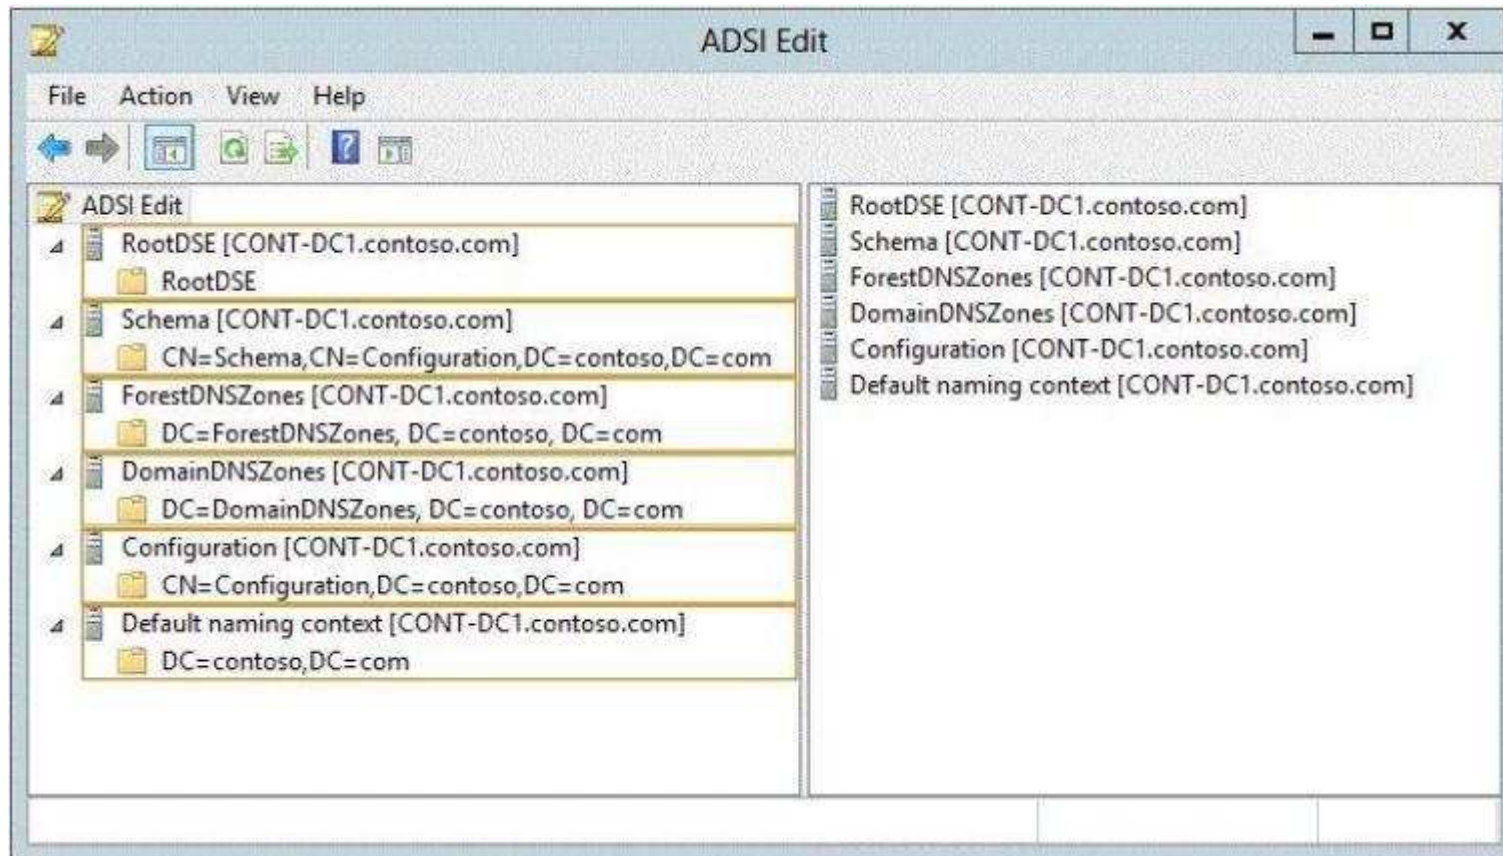 ADSI Edit
File Action View Help
ADSI Edit
RootDSE [CONT-DC1.contoso.com]
RootDSE
Schema [CONT-DC1.contoso.com]
CN=Schema,CN=Configuration,DC=contoso,DC=com
ForestDNSZones [CONT-DC1.contoso.com]
DC=ForestDNSZones, DC=contoso, DC=com
DomainDNSZones [CONT-DC1.contoso.com]
DC=DomainDNSZones, DC=contoso, DC=com
Configuration [CONT-DC1.contoso.com]
CN=Configuration,DC=contoso,DC=com
Default naming context [CONT-DC1.contoso.com]
DC=contoso,DC=com
RootDSE [CONT-DC1.contoso.com]
Schema [CONT-DC1.contoso.com]
ForestDNSZones [CONT-DC1.contoso.com]
DomainDNSZones [CONT-DC1.contoso.com]
Configuration [CONT-DC1.contoso.com]
Default naming context [CONT-DC1.contoso.com]